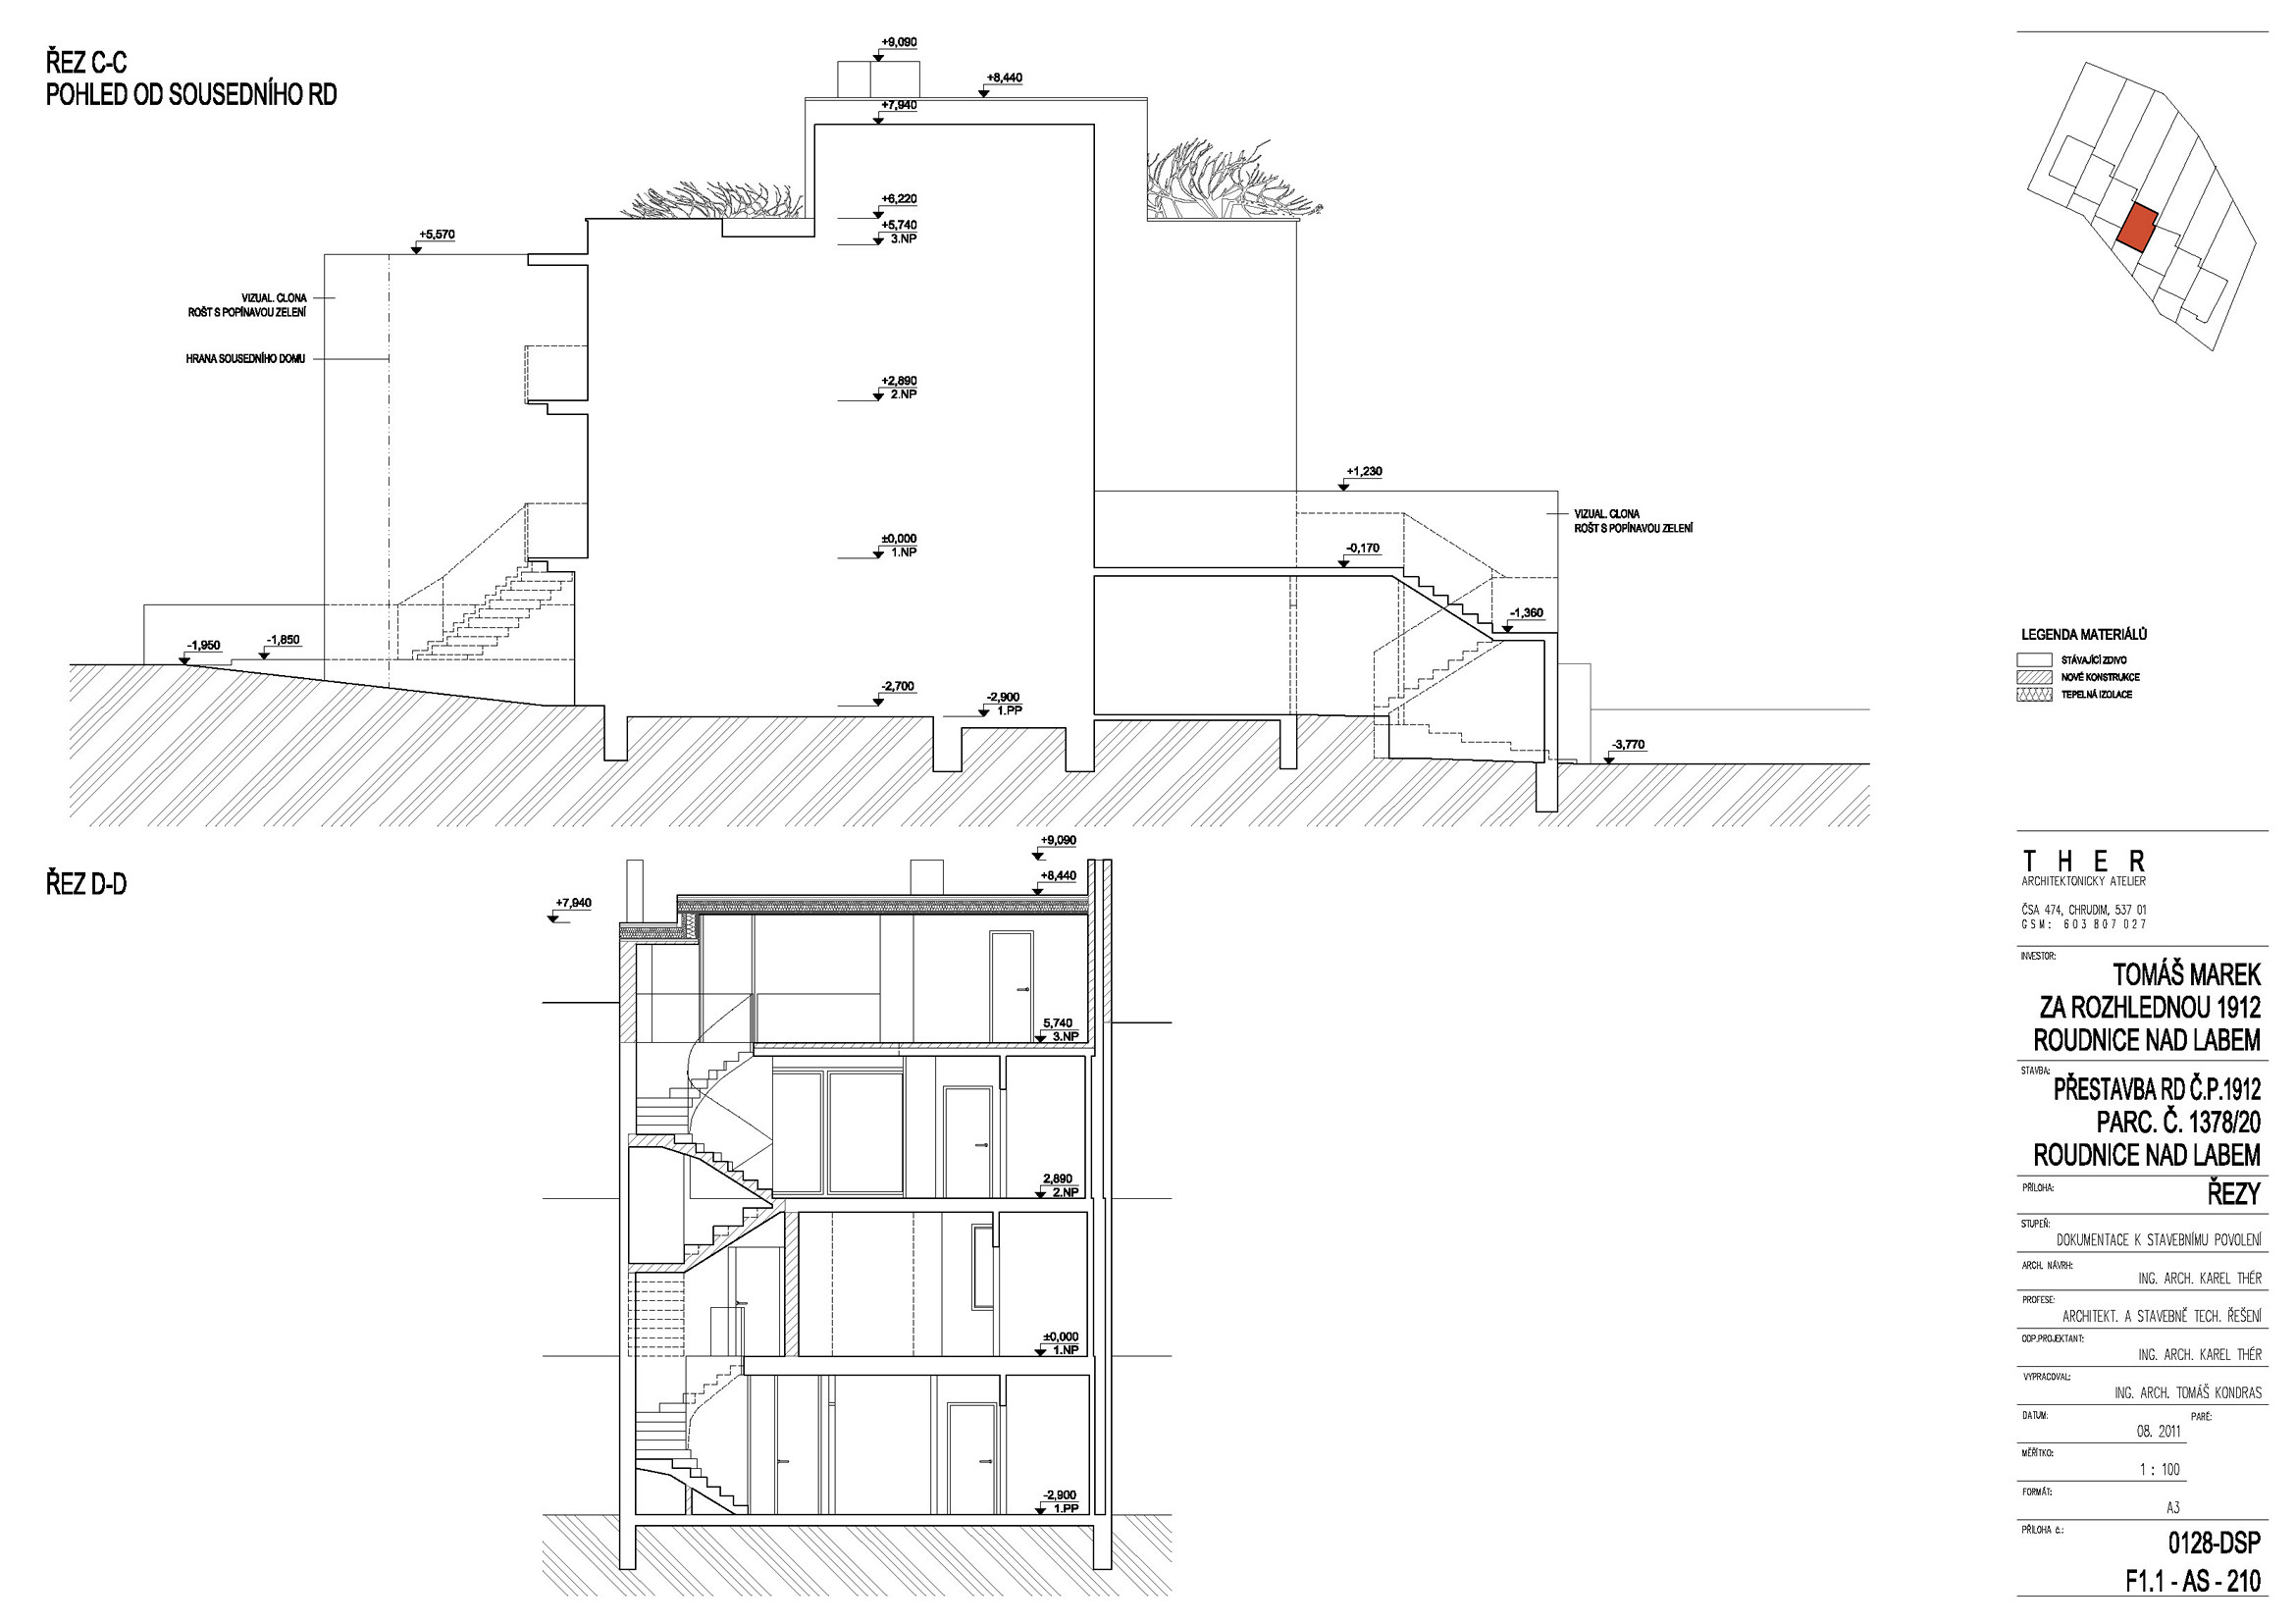 ŘEZ C-C
POHLED OD SOUSEDNÍHO RD
+9,090
+8,440
+7,940
+6,220
+5,740
3.NP
+5,570
VIZUAL. CLONA
ROŠT S POPÍNAVOU ZELENÍ
HRANA SOUSEDNÍHO DOMU
+2,890
2.NP
+1,230
VIZUAL. CLONA
ROŠT S POPÍNAVOU ZELENÍ
±0,000
1.NP
-0,170
-1,360
-1,950
-1,850
-2,700
-2,900
1.PP
-3,770
ŘEZ D-D
+9,090
+8,440
+7,940
5,740
3.NP
2,890
2.NP
±0,000
1.NP
-2,900
1.PP
LEGENDA MATERIÁLŮ
STÁVAJÍCÍ ZDIVO
NOVÉ KONSTRUKCE
TEPELNÁ IZOLACE
THER
ARCHITEKTONICKY ATELIER
ČSA 474, CHRUDIM, 537 01
GSM: 603 807 027
INVESTOR:
TOMÁŠ MAREK
ZA ROZHLEDNOU 1912
ROUDNICE NAD LABEM
STAVBA:
PŘESTAVBA RD Č.P.1912
PARC. Č. 1378/20
ROUDNICE NAD LABEM
PŘÍLOHA:
ŘEZY
STUPEŇ:
DOKUMENTACE K STAVEBNÍMU POVOLENÍ
ARCH. NÁVRH:
ING. ARCH. KAREL THÉR
PROFESE:
ARCHITEKT. A STAVEBNĚ TECH. ŘEŠENÍ
ODP.PROJEKTANT:
ING. ARCH. KAREL THÉR
VYPRACOVAL:
ING. ARCH. TOMÁŠ KONDRAS
DATUM:
PARÉ:
08. 2011
MĚŘÍTKO:
1 : 100
FORMÁT:
A3
PŘÍLOHA č.:
0128-DSP
F1.1 - AS - 210